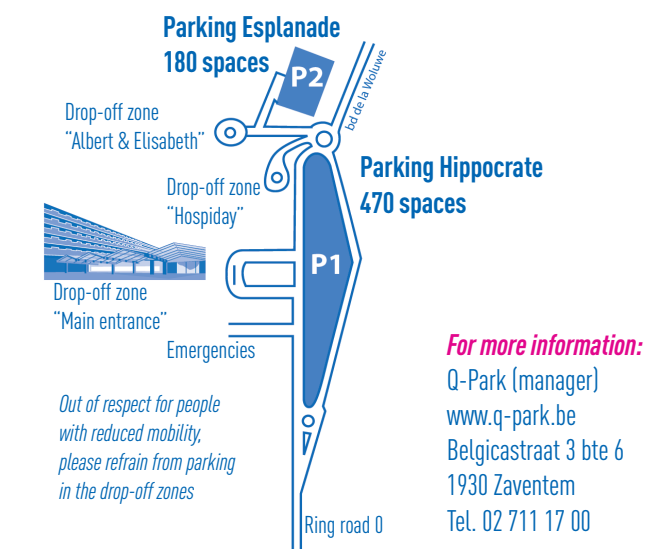 Parking Esplanade
180 spaces
P2
bd de la Woluwe
Drop-off zone
“Albert & Elisabeth”
Parking Hippocrate
470 spaces
Drop-off zone
“Hospiday”
P1
Drop-off zone
“Main entrance”
Emergencies
For more information:
Q-Park (manager)
www.q-park.be
Belgicastraat 3 bte 6
1930 Zaventem
Tel. 02 711 17 00
Out of respect for people
with reduced mobility,
please refrain from parking
in the drop-off zones
Ring road 0